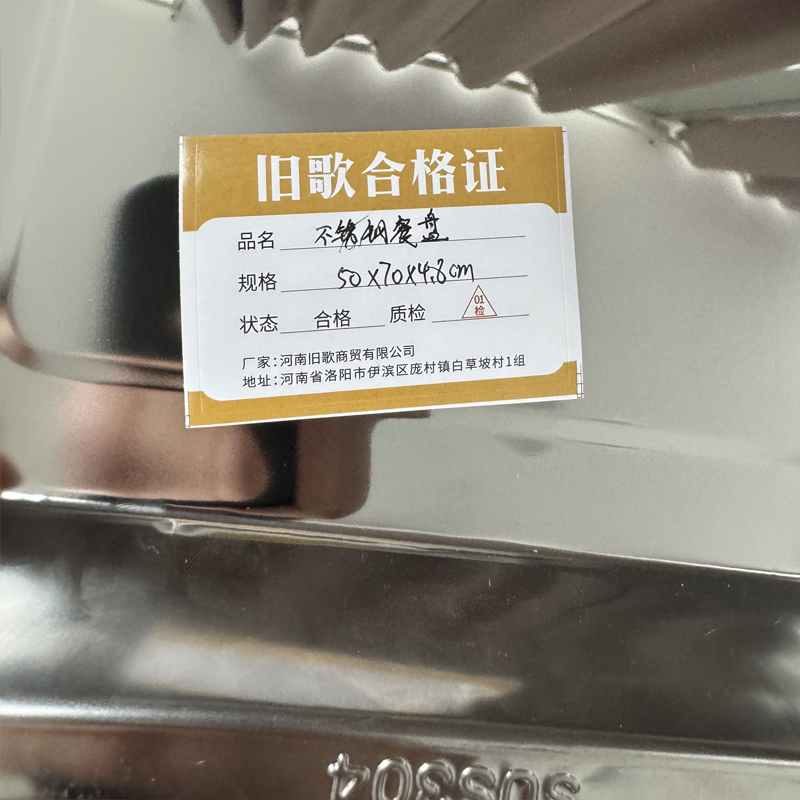 旧歌合格证
品名 不锈钢餐盘
规格 50x70x4.8cm
状态 合格 质检 01检
厂家:河南旧歌商贸有限公司
地址:河南省洛阳市伊滨区庞村镇白草坡村1组
SUS304